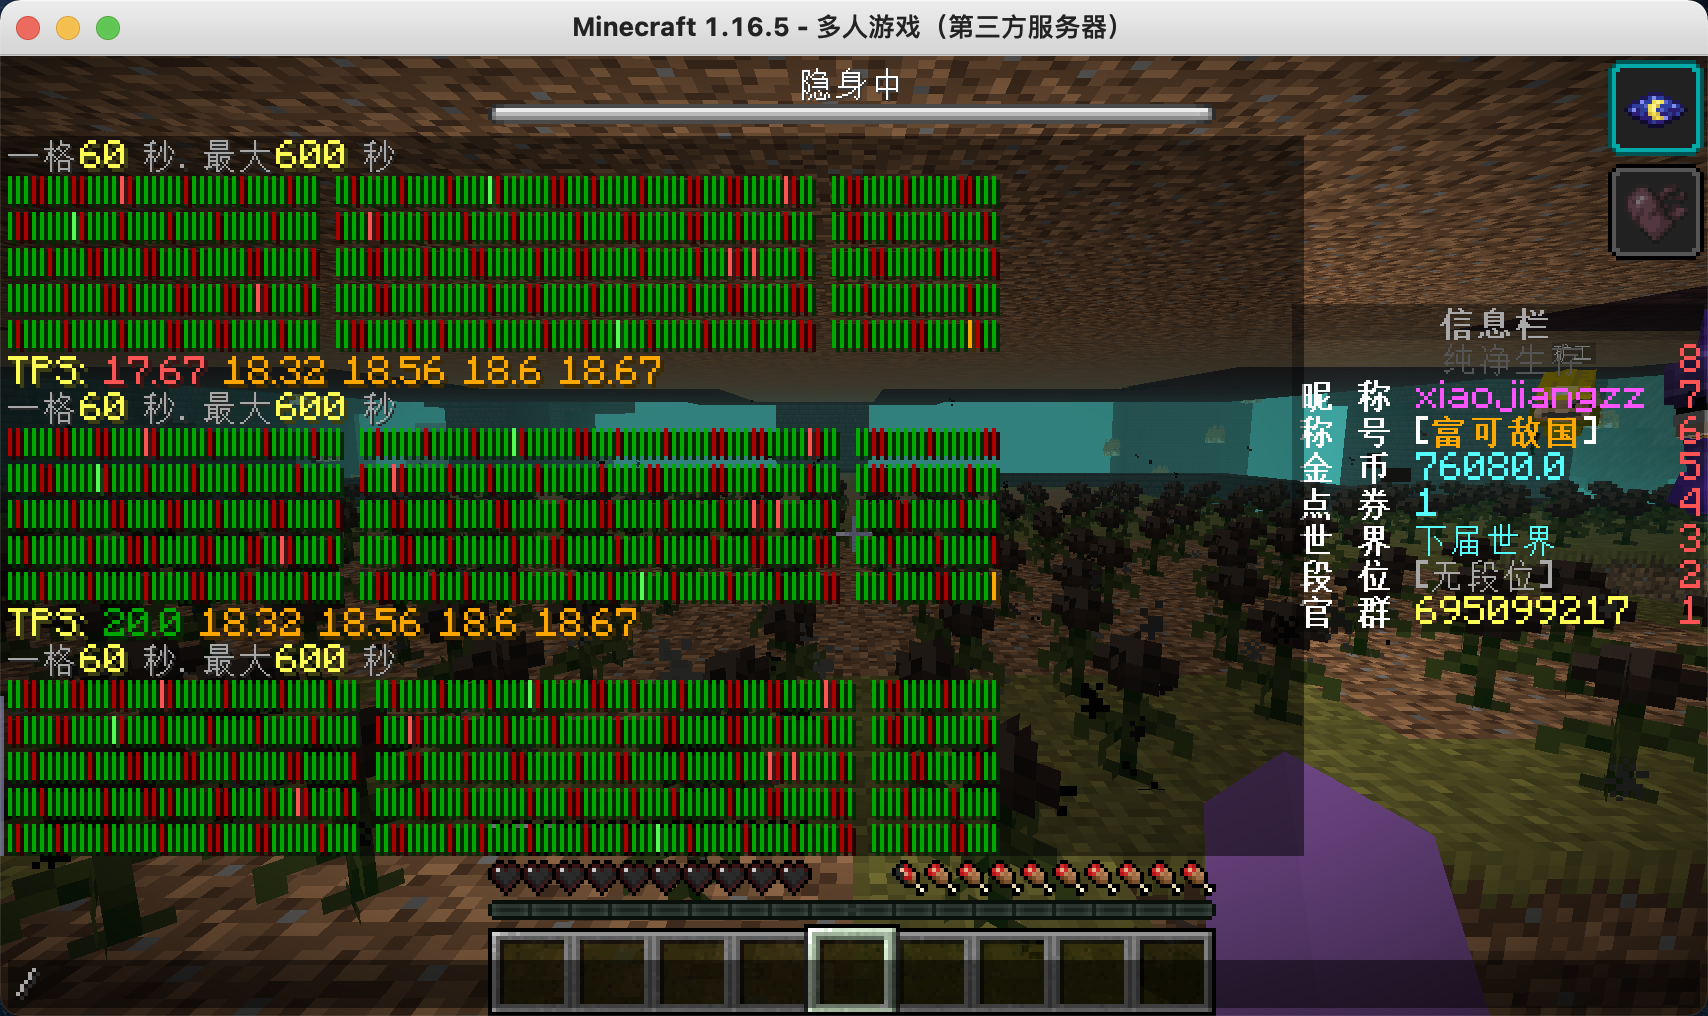 Minecraft 1.16.5 - 多人游戏（第三方服务器）
隐身中
一格60 秒. 最大600 秒
TPS: 17.67 18.32 18.56 18.6 18.67
一格60 秒. 最大600 秒
TPS: 20.0 18.32 18.56 18.6 18.67
一格60 秒. 最大600 秒
信息栏
纯净生存 8
昵 称 xiaojiangzz 7
称 号 [富可敌国] 6
金 币 76080.0 5
点 券 1 4
世 界 下届世界 3
段 位 [无段位] 2
官 群 695099217 1
/